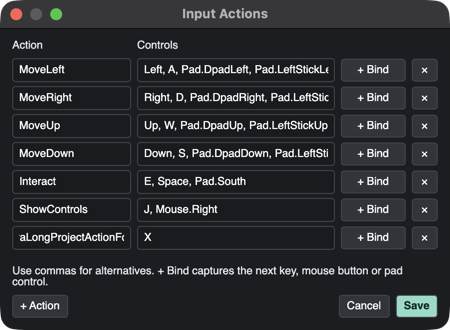 Input Actions
Action Controls
MoveLeft Left, A, Pad.DpadLeft, Pad.LeftStickLe + Bind ×
MoveRight Right, D, Pad.DpadRight, Pad.LeftStic + Bind ×
MoveUp Up, W, Pad.DpadUp, Pad.LeftStickUp + Bind ×
MoveDown Down, S, Pad.DpadDown, Pad.LeftSti + Bind ×
Interact E, Space, Pad.South + Bind ×
ShowControls J, Mouse.Right + Bind ×
aLongProjectActionFo X + Bind ×
Use commas for alternatives. + Bind captures the next key, mouse button or pad
control.
+ Action Cancel Save